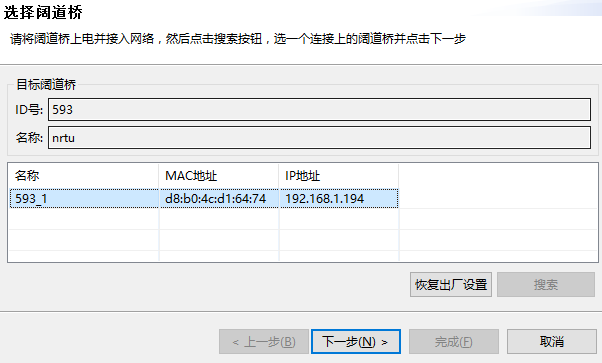 选择阔道桥
请将阔道桥上电并接入网络，然后点击搜索按钮，选一个连接上的阔道桥并点击下一步
目标阔道桥
ID号: 593
名称: nrtu
名称 MAC地址 IP地址
593_1 d8:b0:4c:d1:64:74 192.168.1.194
恢复出厂设置 搜索
< 上一步(B) 下一步(N) > 完成(F) 取消